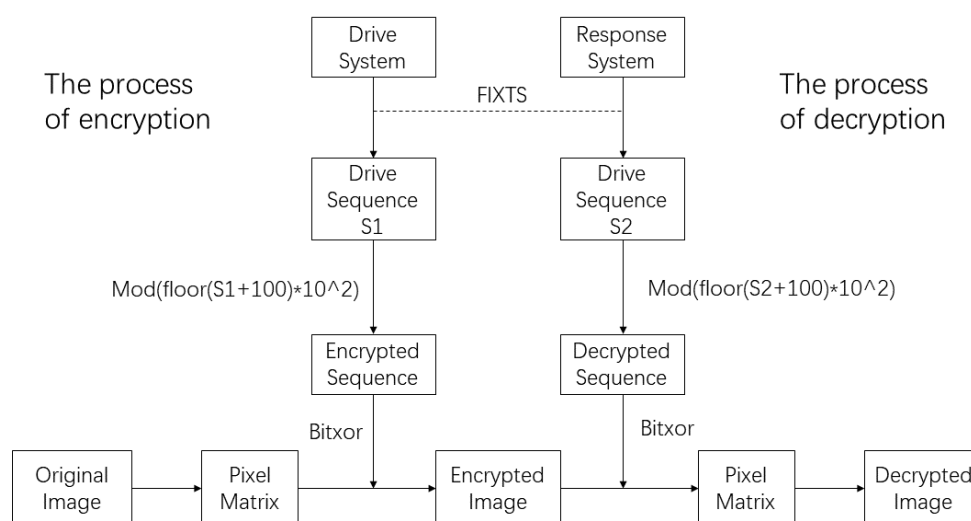 Drive
System
Response
System
The process
of encryption
FIXTS
The process
of decryption
Drive
Sequence
S1
Drive
Sequence
S2
Mod(floor(S1+100)*10^2)
Mod(floor(S2+100)*10^2)
Encrypted
Sequence
Decrypted
Sequence
Bitxor
Bitxor
Original
Image
Pixel
Matrix
Encrypted
Image
Pixel
Matrix
Decrypted
Image